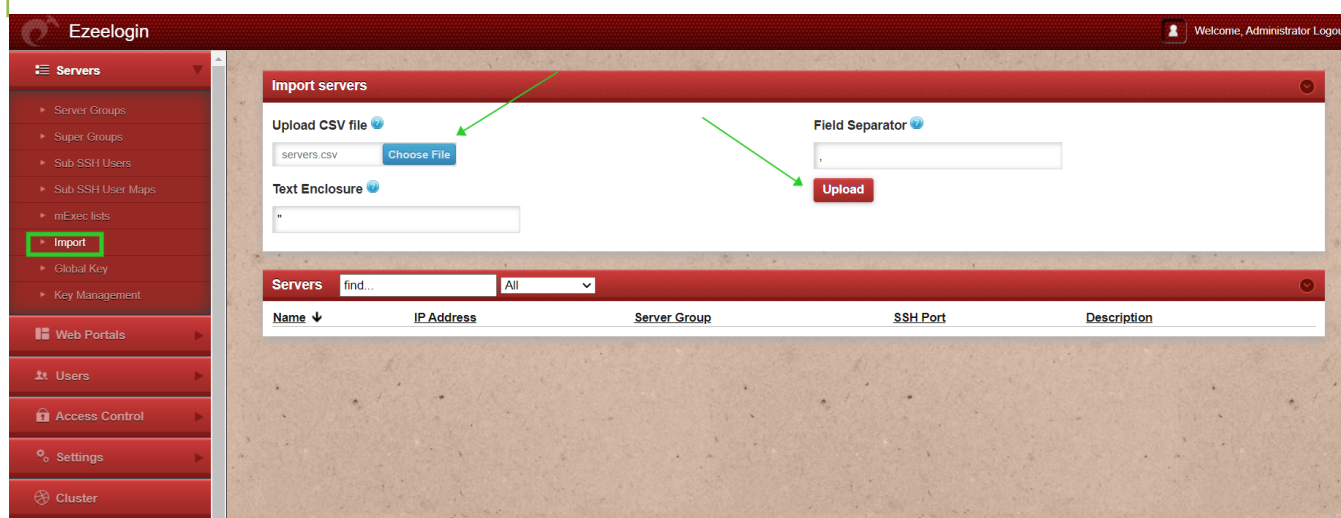 Ezeelogin
Welcome, Administrator Logou
Servers
Server Groups
Super Groups
Sub SSH Users
Sub SSH User Maps
mExec lists
Import
Global Key
Key Management
Web Portals
Users
Access Control
Settings
Cluster
Import servers
Upload CSV file
servers.csv Choose File
Text Enclosure
"
Field Separator
,
Upload
Servers find... All
Name IP Address Server Group SSH Port Description